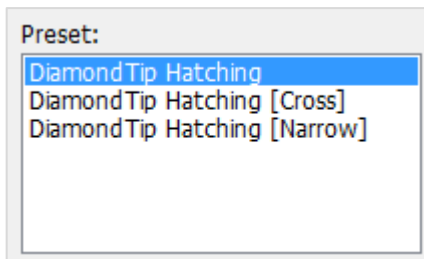 Preset:
DiamondTip Hatching
DiamondTip Hatching [Cross]
DiamondTip Hatching [Narrow]